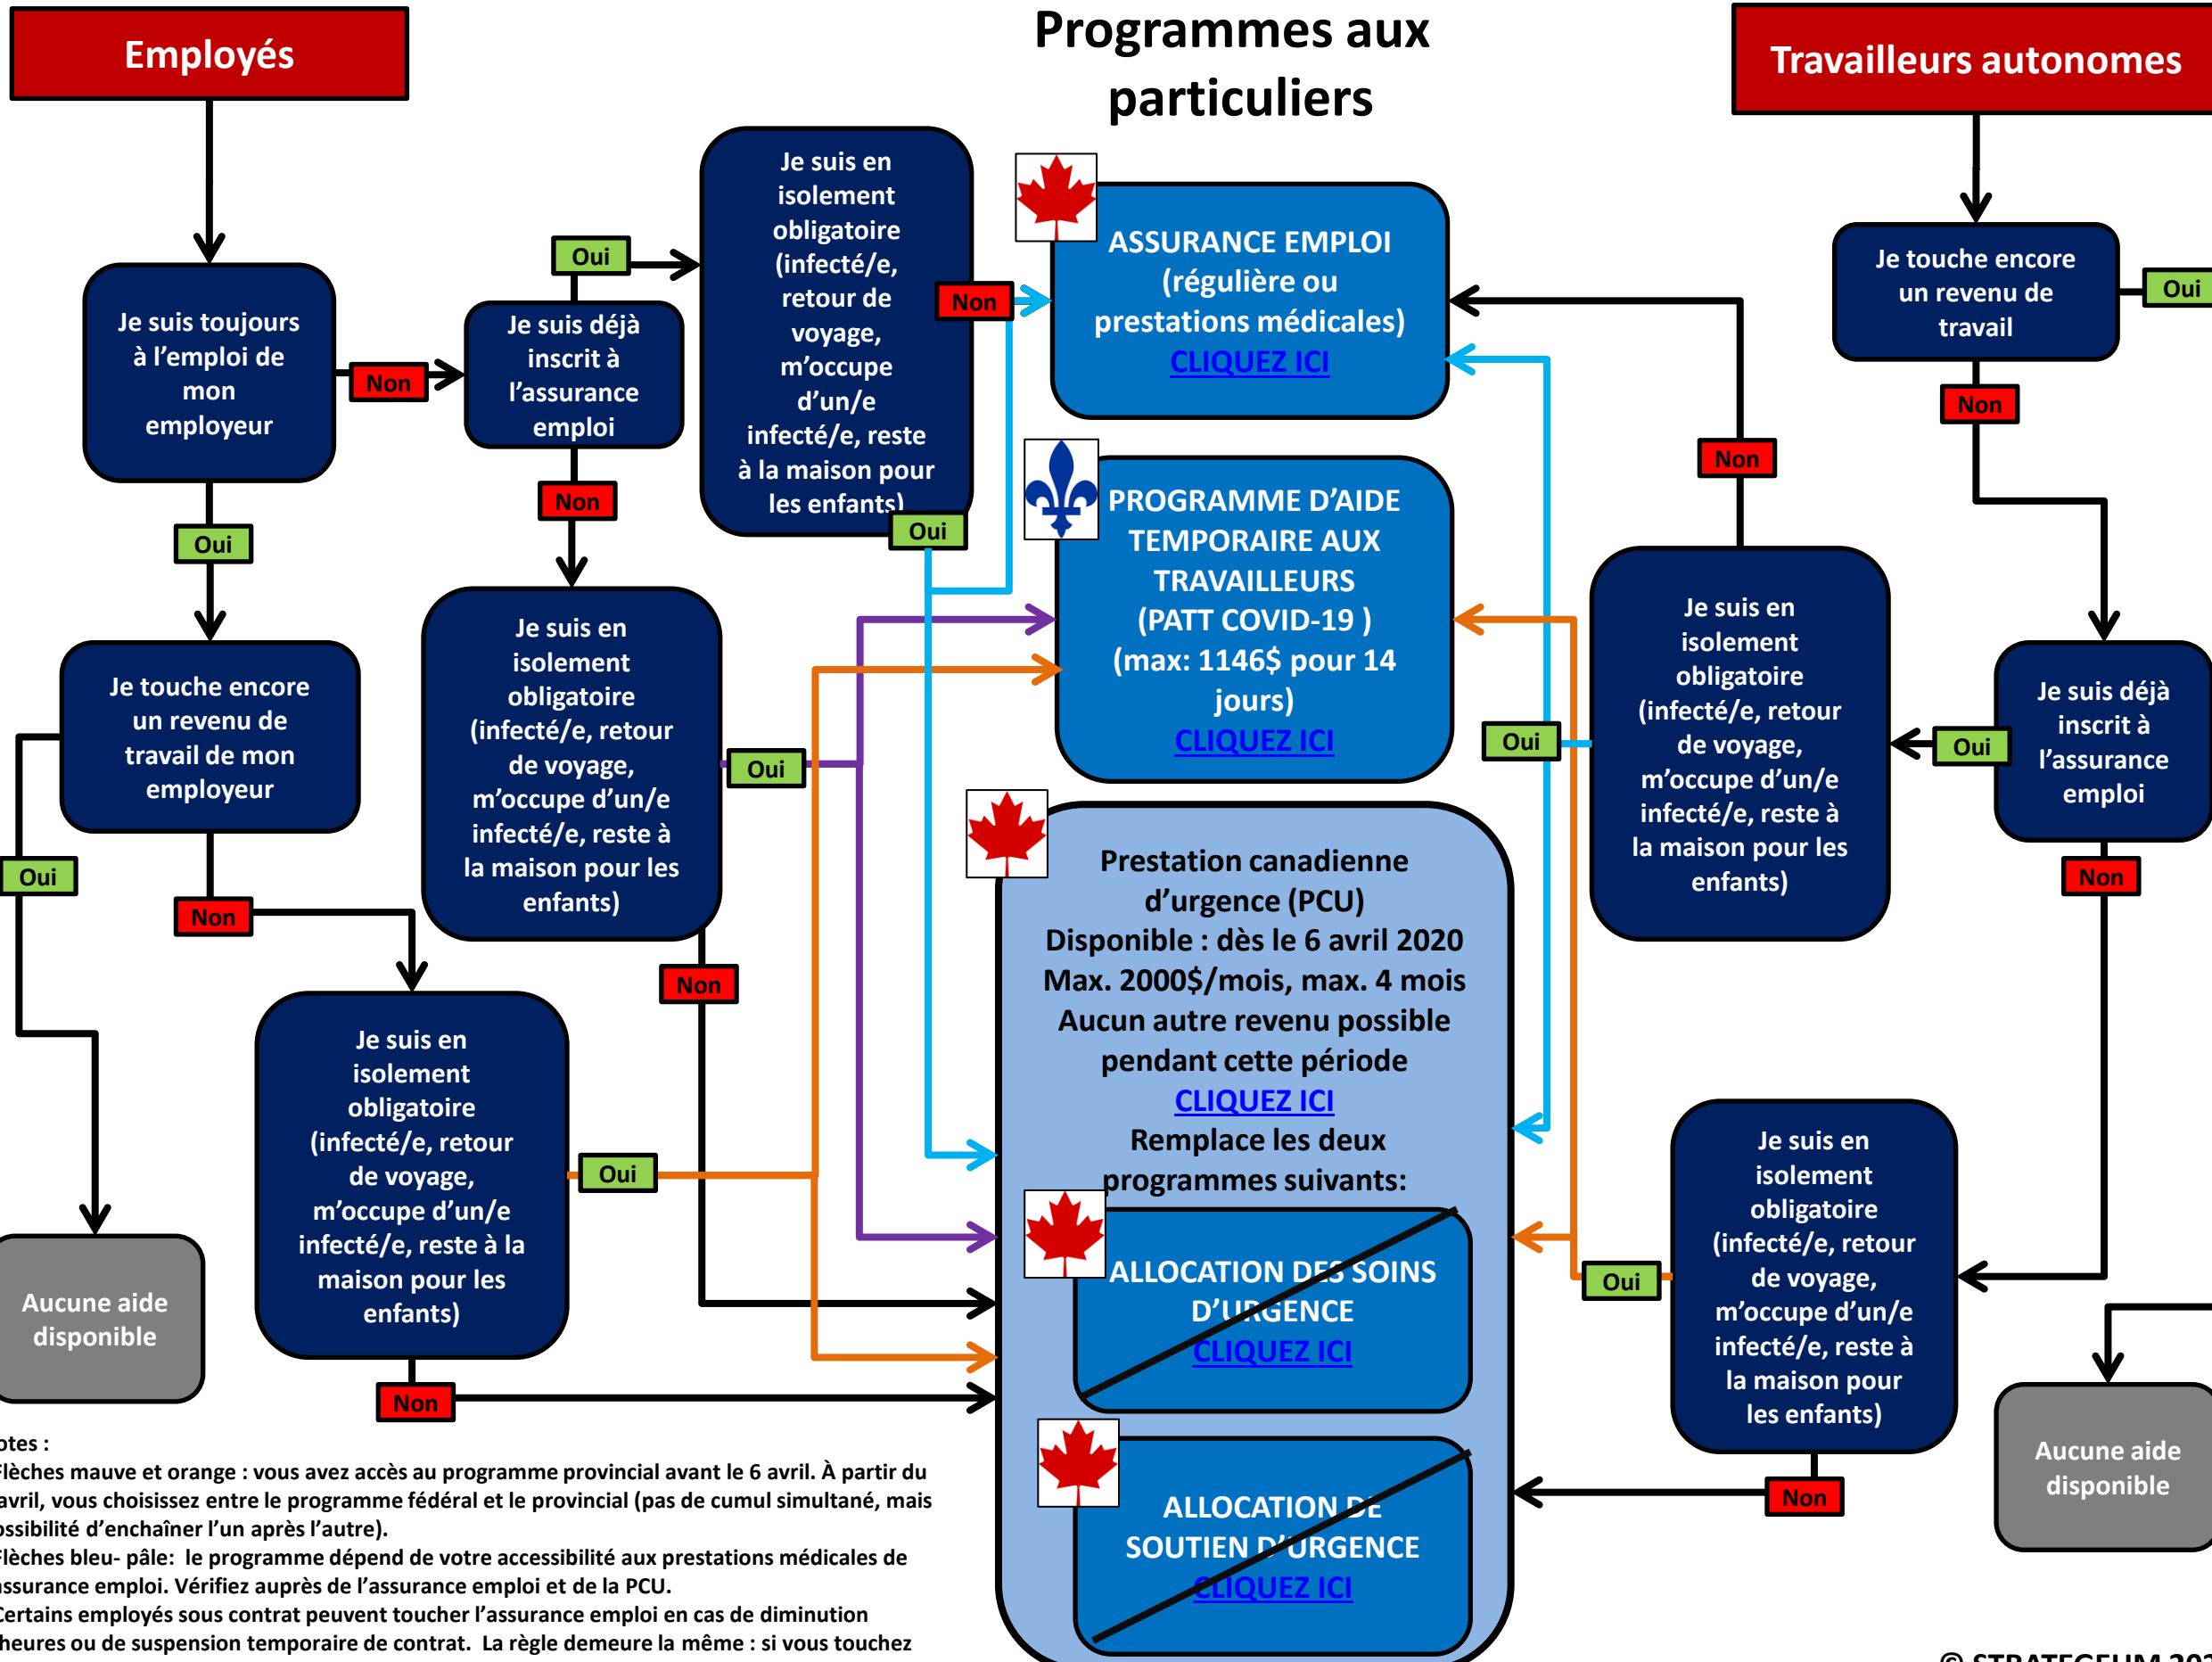 Programmes aux
particuliers
Employés
Travailleurs autonomes
Je suis toujours
à l'emploi de
mon
employeur
Non
Oui
Je suis déjà
inscrit à
l'assurance
emploi
Oui
Non
Je suis en
isolement
obligatoire
(infecté/e,
retour de
voyage,
m'occupe
d'un/e
infecté/e, reste
à la maison pour
les enfants)
Non
Oui
Je touche encore
un revenu de
travail de mon
employeur
Oui
Non
Je suis en
isolement
obligatoire
(infecté/e, retour
de voyage,
m'occupe d'un/e
infecté/e, reste à
la maison pour les
enfants)
Oui
Non
Je suis en
isolement
obligatoire
(infecté/e, retour
de voyage,
m'occupe d'un/e
infecté/e, reste à la
maison pour les
enfants)
Oui
Non
Aucune aide
disponible
ASSURANCE EMPLOI
(régulière ou
prestations médicales)
CLIQUEZ ICI
PROGRAMME D'AIDE
TEMPORAIRE AUX
TRAVAILLEURS
(PATT COVID-19 )
(max: 1146$ pour 14
jours)
CLIQUEZ ICI
Prestation canadienne
d'urgence (PCU)
Disponible : dès le 6 avril 2020
Max. 2000$/mois, max. 4 mois
Aucun autre revenu possible
pendant cette période
CLIQUEZ ICI
Remplace les deux
programmes suivants:
ALLOCATION DES SOINS
D'URGENCE
CLIQUEZ ICI
ALLOCATION DE
SOUTIEN D'URGENCE
CLIQUEZ ICI
Je touche encore
un revenu de
travail
Oui
Non
Je suis déjà
inscrit à
l'assurance
emploi
Oui
Non
Je suis en
isolement
obligatoire
(infecté/e, retour
de voyage,
m'occupe d'un/e
infecté/e, reste à
la maison pour les
enfants)
Non
Oui
Je suis en
isolement
obligatoire
(infecté/e, retour
de voyage,
m'occupe d'un/e
infecté/e, reste à
la maison pour
les enfants)
Oui
Non
Aucune aide
disponible
otes :
Flèches mauve et orange : vous avez accès au programme provincial avant le 6 avril. À partir du
avril, vous choisissez entre le programme fédéral et le provincial (pas de cumul simultané, mais
ossibilité d'enchaîner l'un après l'autre).
Flèches bleu- pâle: le programme dépend de votre accessibilité aux prestations médicales de
assurance emploi. Vérifiez auprès de l'assurance emploi et de la PCU.
Certains employés sous contrat peuvent toucher l'assurance emploi en cas de diminution
heures ou de suspension temporaire de contrat. La règle demeure la même : si vous touchez
© STRATEGEUM 202